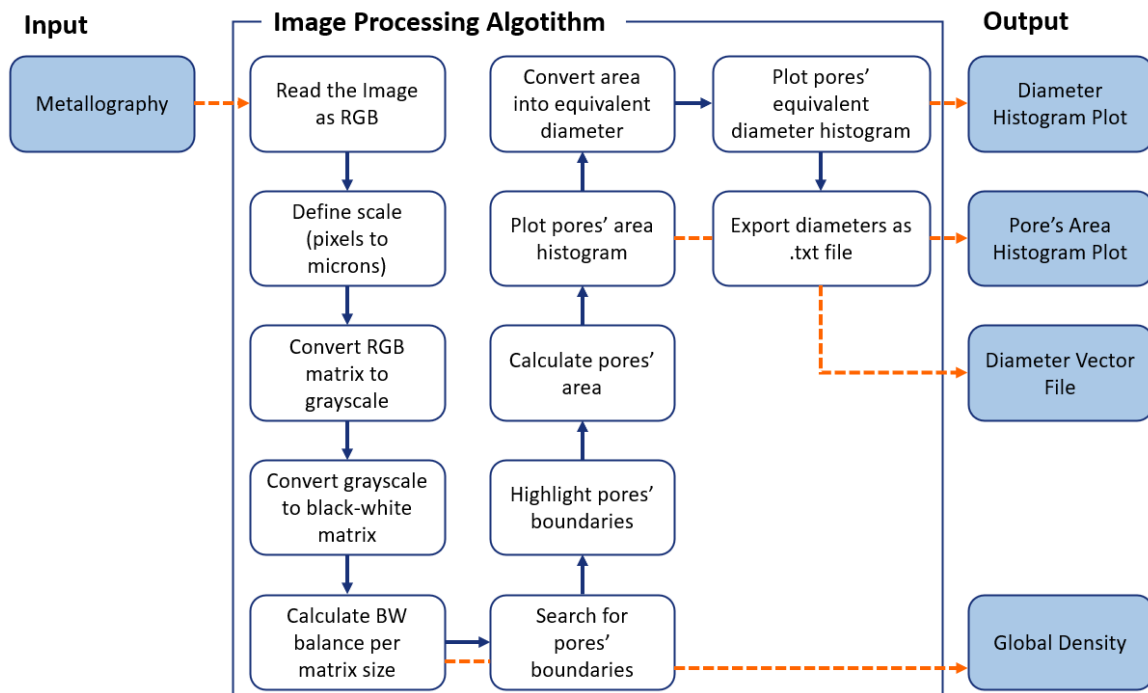 Input
Image Processing Algotithm
Output
Metallography
Read the Image
as RGB
Define scale
(pixels to
microns)
Convert RGB
matrix to
grayscale
Convert grayscale
to black-white
matrix
Calculate BW
balance per
matrix size
Search for
pores’
boundaries
Highlight pores’
boundaries
Calculate pores’
area
Plot pores’ area
histogram
Convert area
into equivalent
diameter
Plot pores’
equivalent
diameter histogram
Export diameters as
.txt file
Diameter
Histogram Plot
Pore’s Area
Histogram Plot
Diameter Vector
File
Global Density